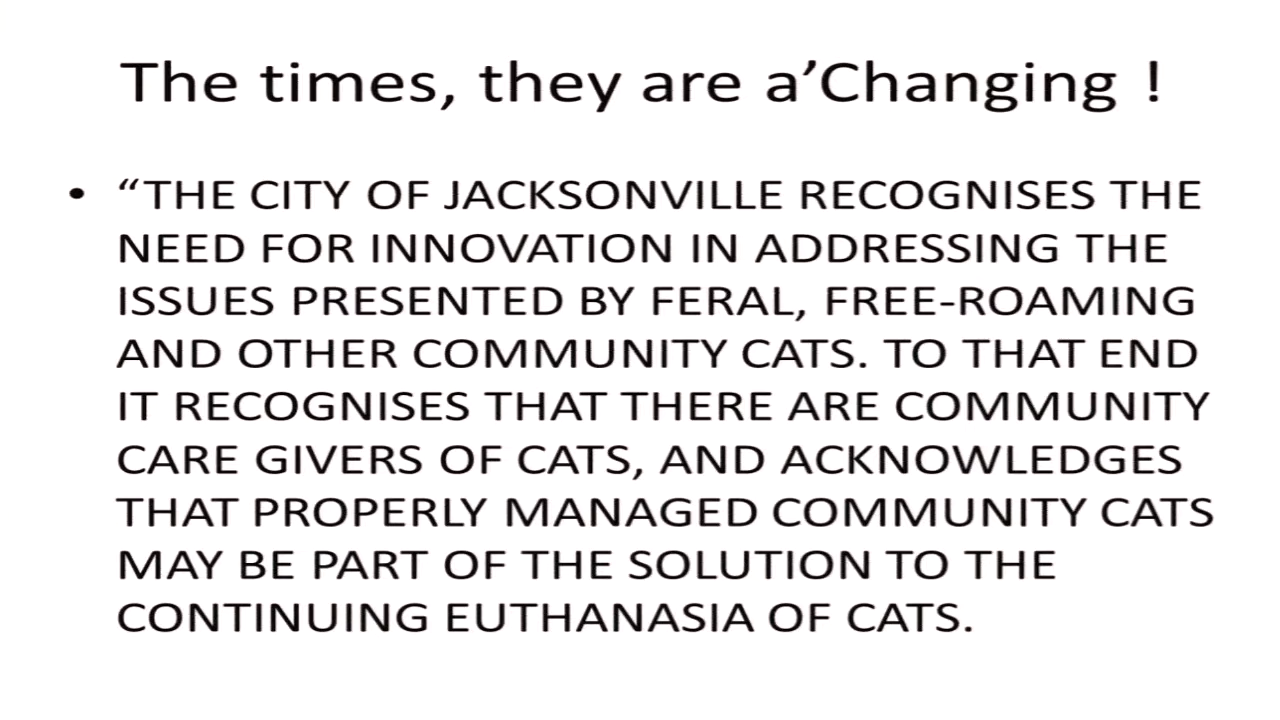 The times, they are a’Changing !
• “THE CITY OF JACKSONVILLE RECOGNISES THE
NEED FOR INNOVATION IN ADDRESSING THE
ISSUES PRESENTED BY FERAL, FREE-ROAMING
AND OTHER COMMUNITY CATS. TO THAT END
IT RECOGNISES THAT THERE ARE COMMUNITY
CARE GIVERS OF CATS, AND ACKNOWLEDGES
THAT PROPERLY MANAGED COMMUNITY CATS
MAY BE PART OF THE SOLUTION TO THE
CONTINUING EUTHANASIA OF CATS.